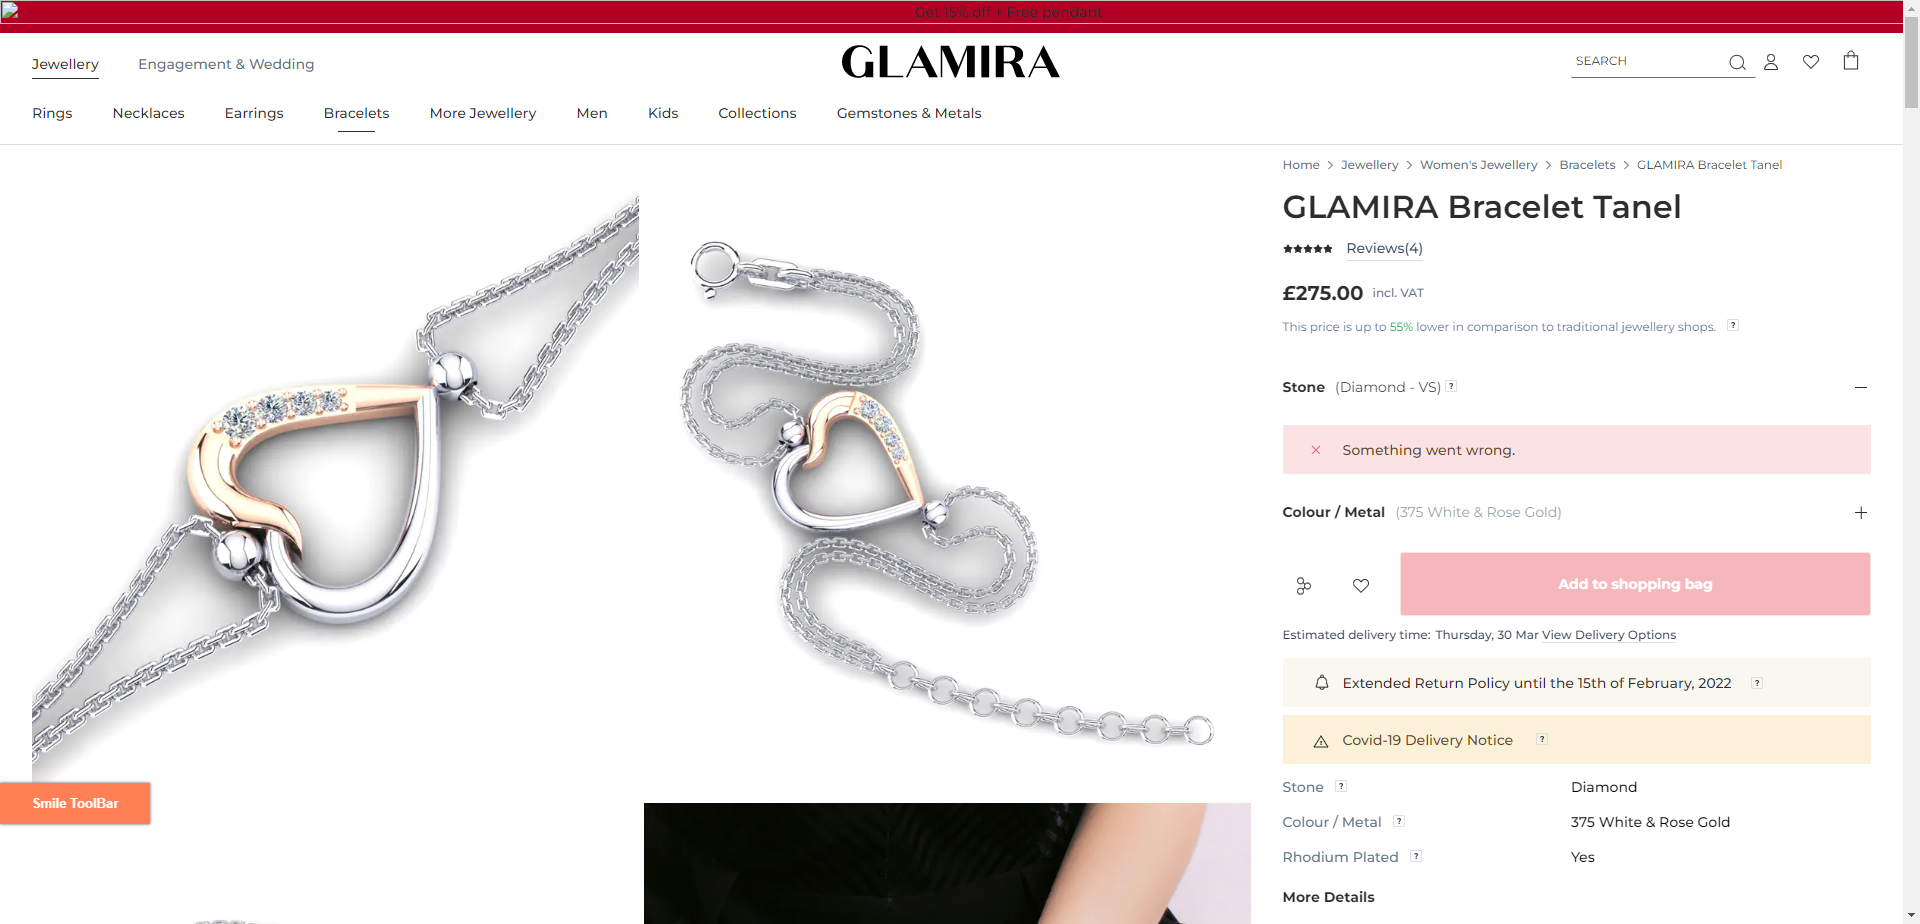 Get 15% off + Free pendant
Jewellery
Engagement & Wedding
GLAMIRA
SEARCH
Rings
Necklaces
Earrings
Bracelets
More Jewellery
Men
Kids
Collections
Gemstones & Metals
Home > Jewellery > Women's Jewellery > Bracelets > GLAMIRA Bracelet Tanel
GLAMIRA Bracelet Tanel
Reviews(4)
£275.00 incl. VAT
This price is up to 55% lower in comparison to traditional jewellery shops. ?
Stone (Diamond - VS) ?
Something went wrong.
Colour / Metal (375 White & Rose Gold)
Add to shopping bag
Estimated delivery time: Thursday, 30 Mar View Delivery Options
Extended Return Policy until the 15th of February, 2022 ?
Covid-19 Delivery Notice ?
Stone ? Diamond
Colour / Metal ? 375 White & Rose Gold
Rhodium Plated ? Yes
More Details
Smile ToolBar